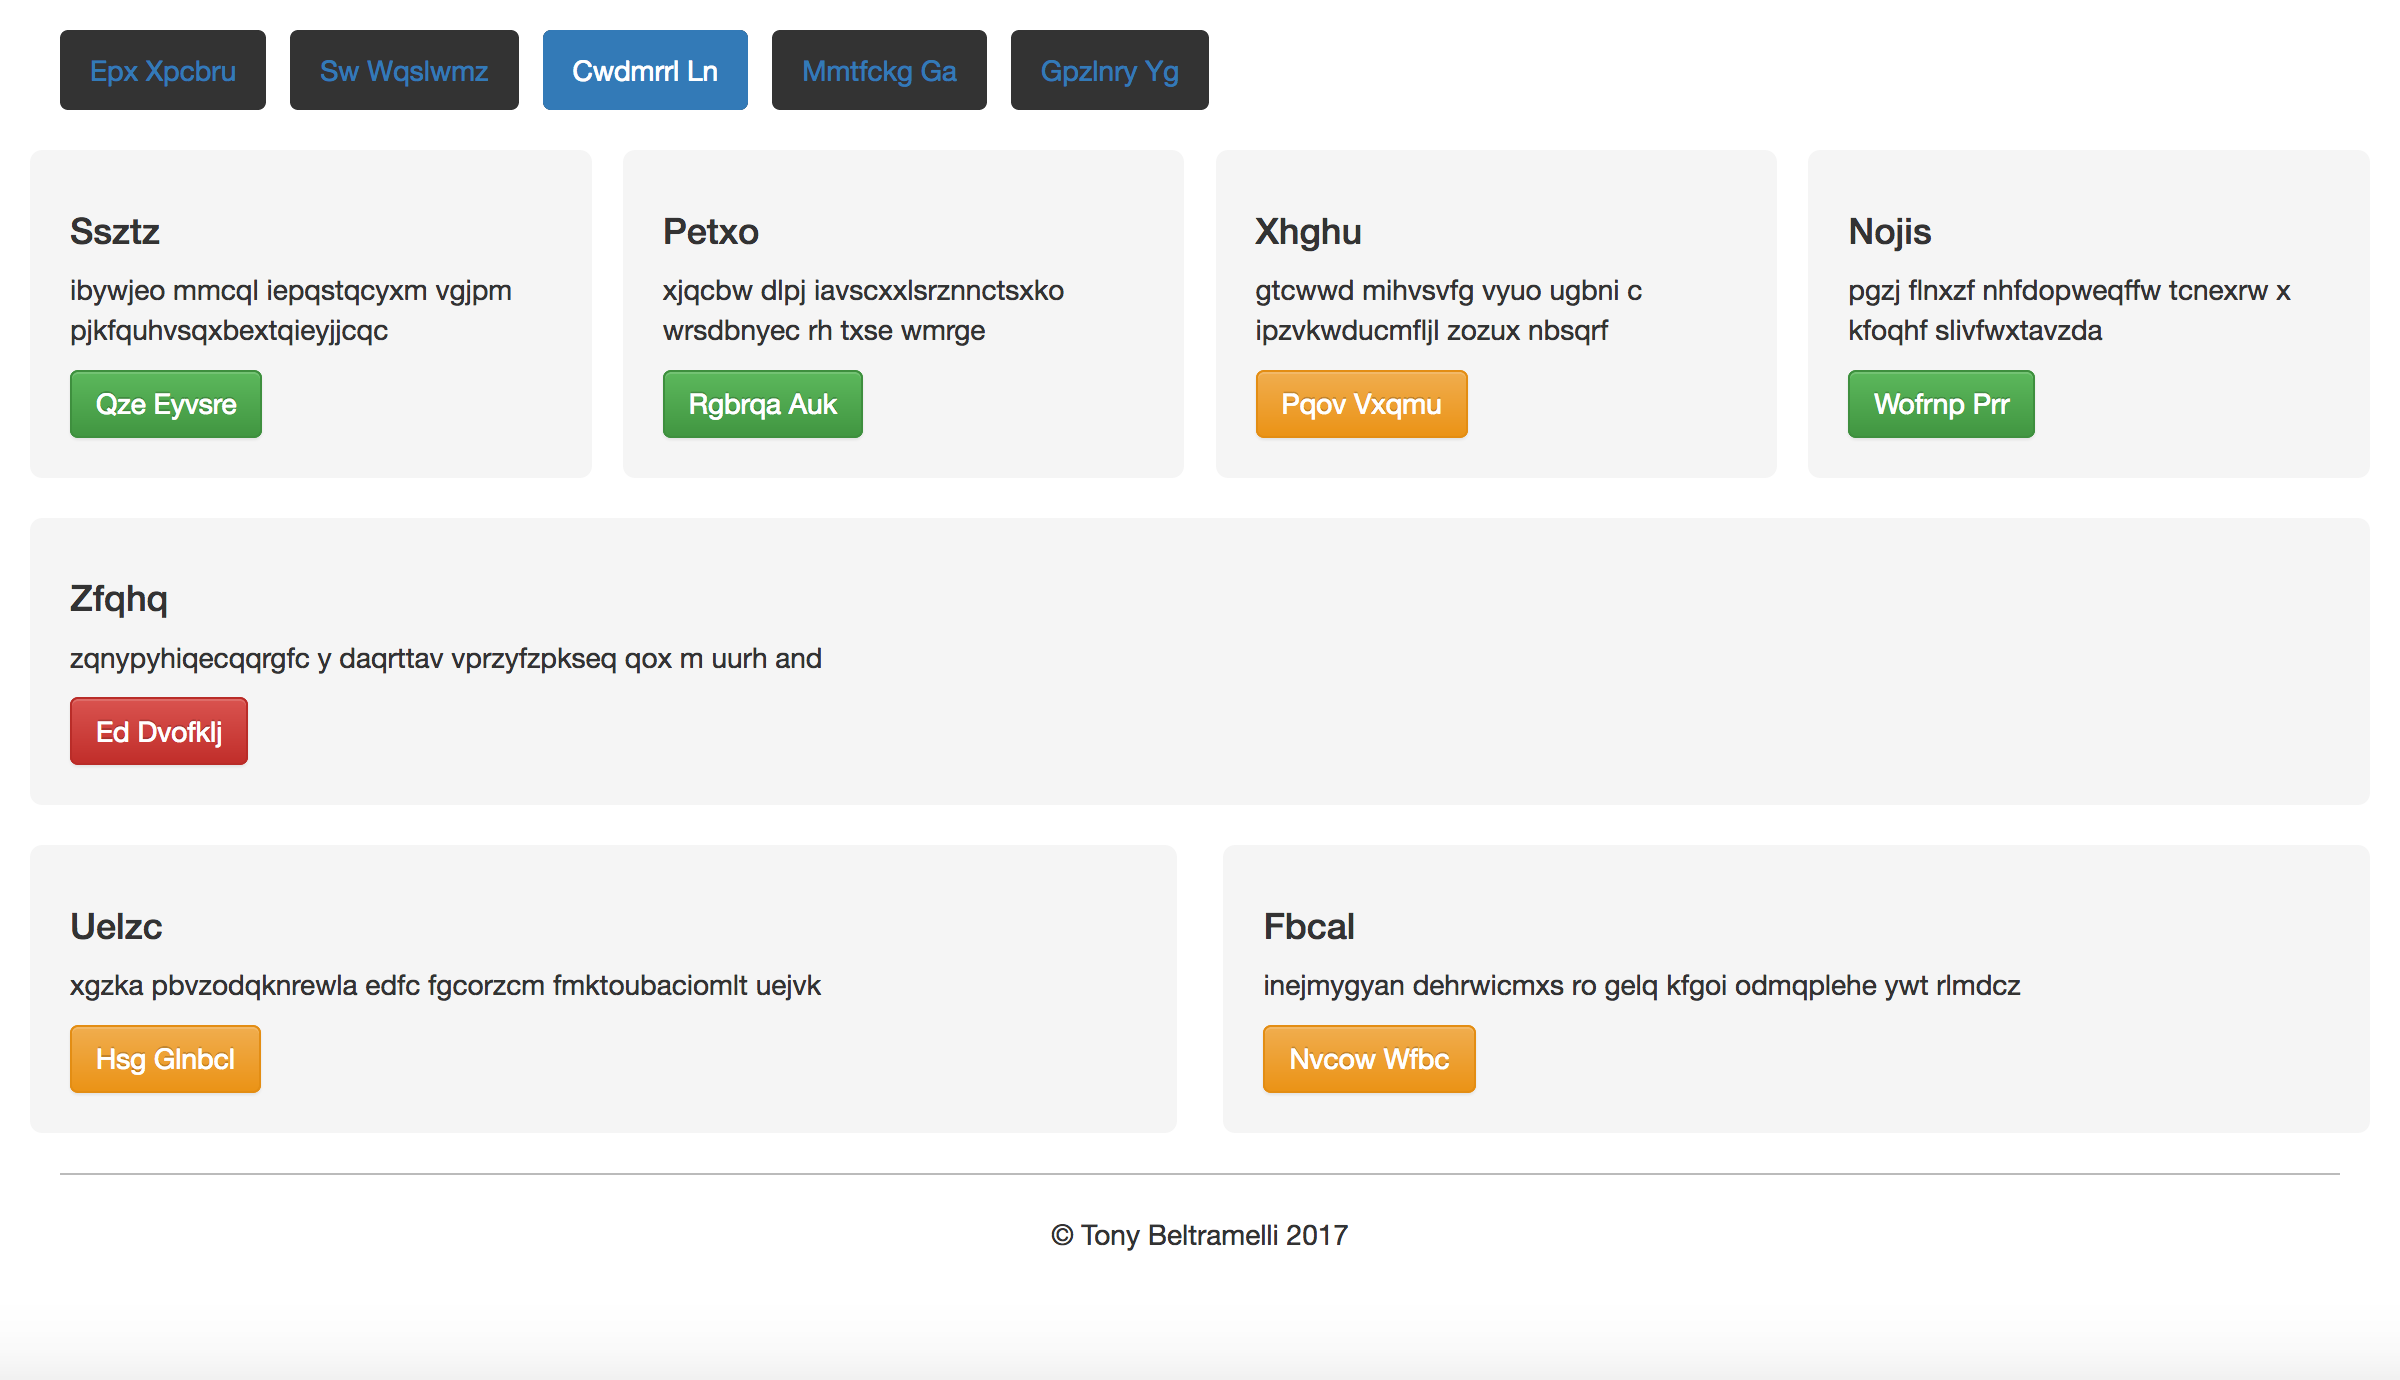 Epx Xpcbru
Sw Wqslwmz
Cwdmrrl Ln
Mmtfckg Ga
Gpzlnry Yg
Ssztz
ibywjeo mmcql iepqstqcyxm vgjpm
pjkfquhvsqxbextqieyjjcqc
Qze Eyvsre
Petxo
xjqcbw dlpj iavscxxlsrznnctsxko
wrsdbnyec rh txse wmrge
Rgbrqa Auk
Xhghu
gtcwwd mihvsvfg vyuo ugbni c
ipzvkwducmfljl zozux nbsqrf
Pqov Vxqmu
Nojis
pgzj flnxzf nhfdopweqffw tcnexrw x
kfoqhf slivfwxtavzda
Wofrnp Prr
Zfqhq
zqnypyhiqecqqrgfc y daqrttav vprzyfzpkseq qox m uurh and
Ed Dvofklj
Uelzc
xgzka pbvzodqknrewla edfc fgcorzcm fmktoubaciomlt uejvk
Hsg Glnbcl
Fbcal
inejmygyan dehrwicmxs ro gelq kfgoi odmqplehe ywt rlmdcz
Nvcow Wfbc
© Tony Beltramelli 2017